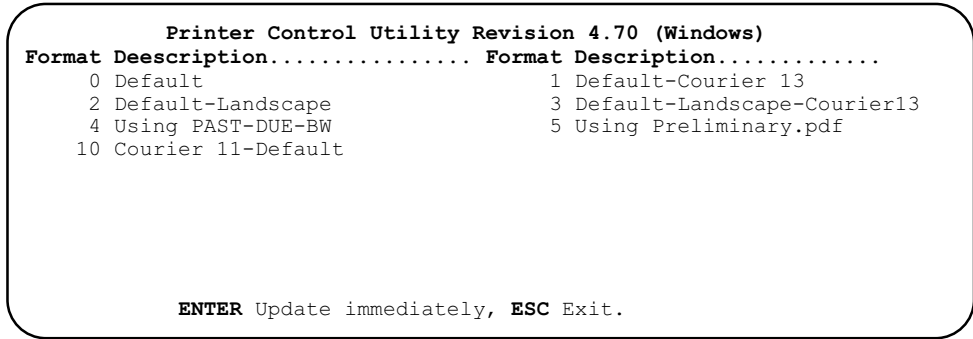 Printer Control Utility Revision 4.70 (Windows)
Format Deescription................ Format Description.............
0 Default 1 Default-Courier 13
2 Default-Landscape 3 Default-Landscape-Courier13
4 Using PAST-DUE-BW 5 Using Preliminary.pdf
10 Courier 11-Default
ENTER Update immediately, ESC Exit.